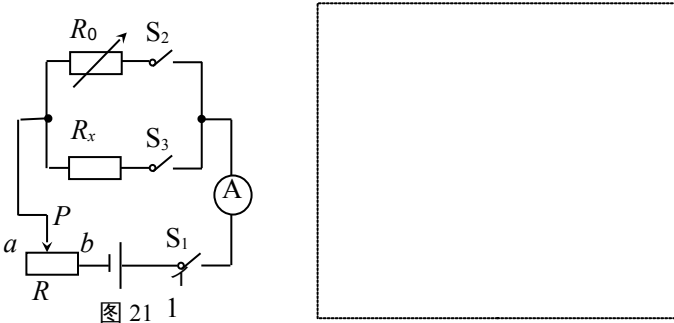 R₀ S₂
Rₓ S₃
A
P
a b S₁
R
图 21 1